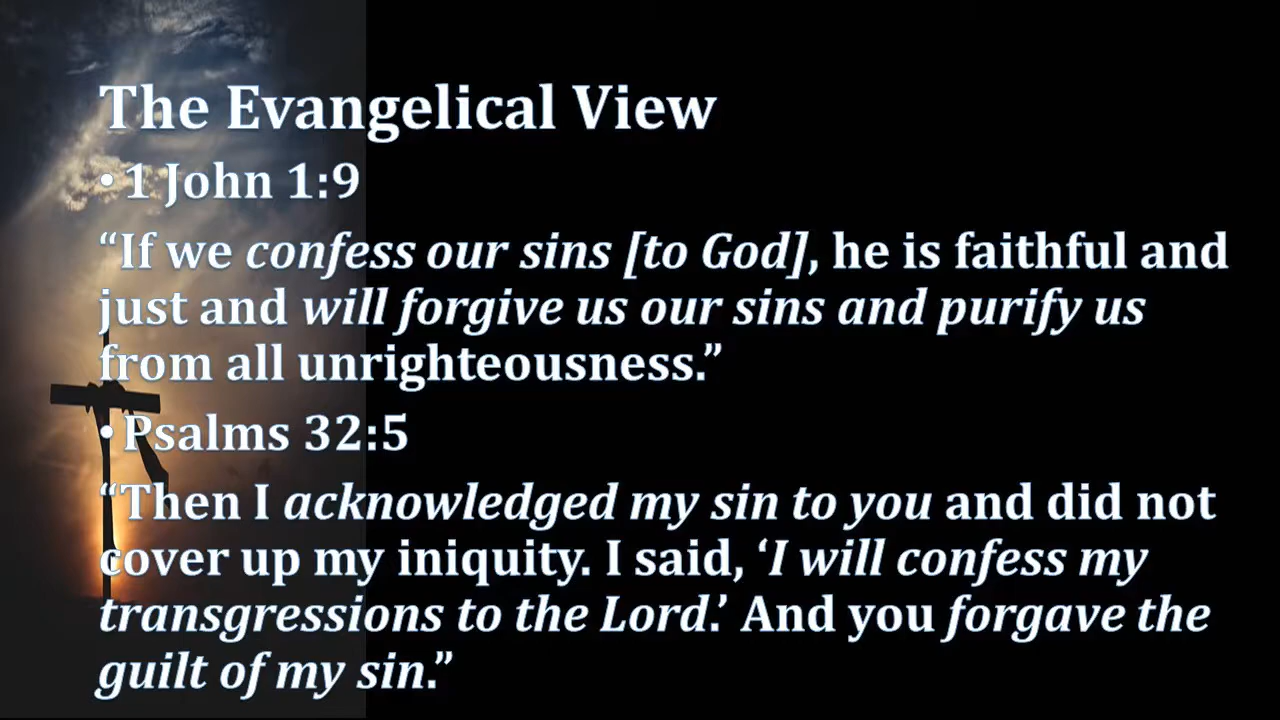 The Evangelical View
• 1 John 1:9
“If we confess our sins [to God], he is faithful and
just and will forgive us our sins and purify us
from all unrighteousness.”
• Psalms 32:5
“Then I acknowledged my sin to you and did not
cover up my iniquity. I said, ‘I will confess my
transgressions to the Lord.’ And you forgave the
guilt of my sin.”